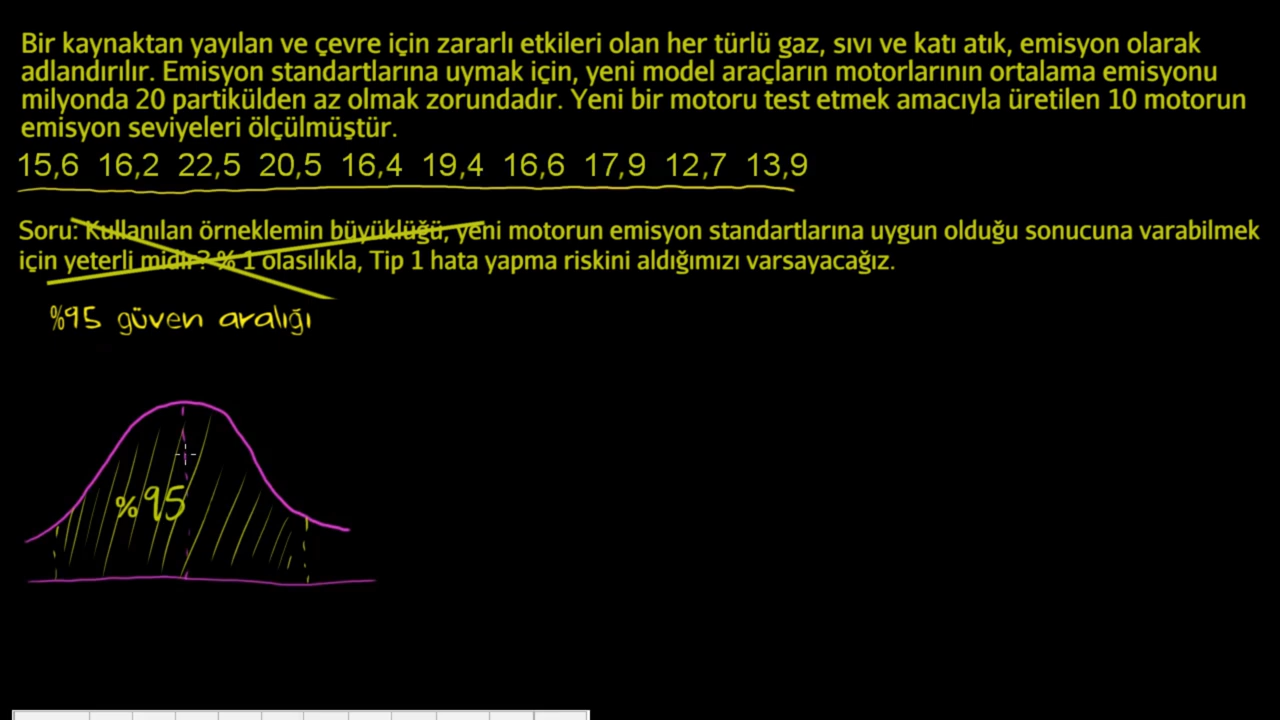 Bir kaynaktan yayılan ve çevre için zararlı etkileri olan her türlü gaz, sıvı ve katı atık, emisyon olarak
adlandırılır. Emisyon standartlarına uymak için, yeni model araçların motorlarının ortalama emisyonu
milyonda 20 partikülden az olmak zorundadır. Yeni bir motoru test etmek amacıyla üretilen 10 motorun
emisyon seviyeleri ölçülmüştür.
15,6 16,2 22,5 20,5 16,4 19,4 16,6 17,9 12,7 13,9
Soru: Kullanılan örneklemin büyüklüğü, yeni motorun emisyon standartlarına uygun olduğu sonucuna varabilmek
için yeterli midir? % 1 olasılıkla, Tip 1 hata yapma riskini aldığımızı varsayacağız.
%95 güven aralığı
%95